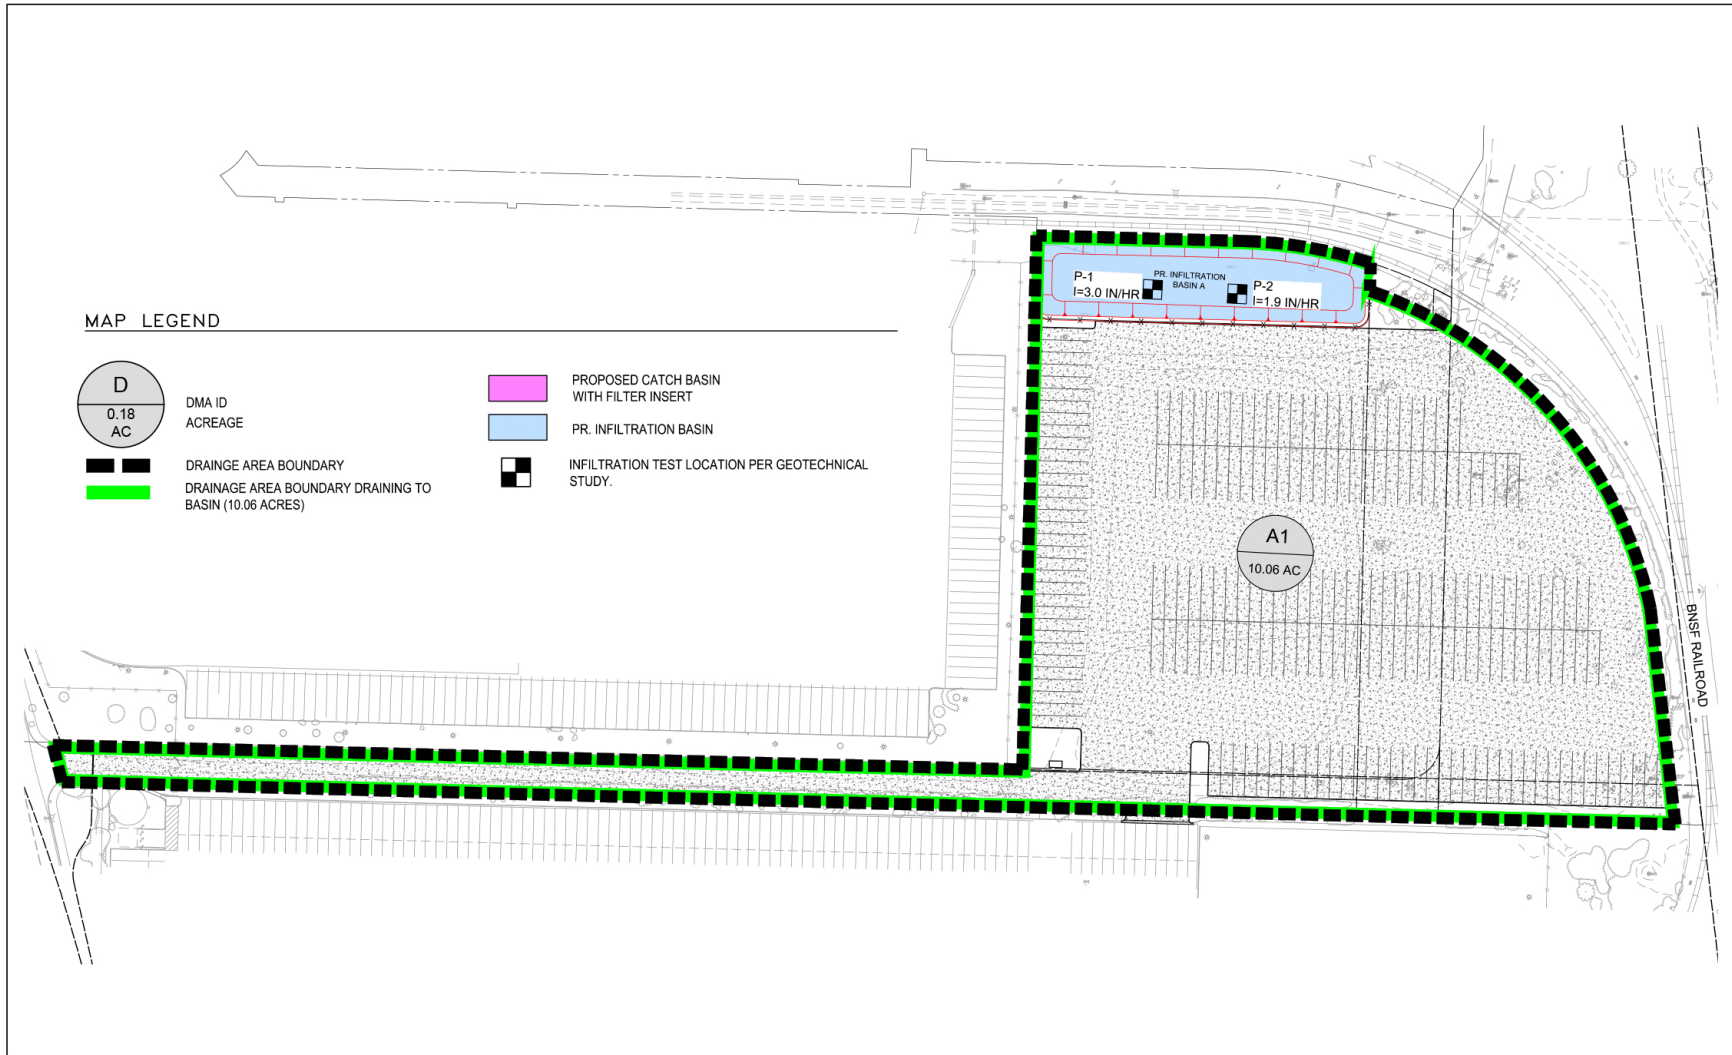 P-1
I=3.0 IN/HR
PR. INFILTRATION
BASIN A
P-2
I=1.9 IN/HR
MAP LEGEND
D
0.18
AC
DMA ID
ACREAGE
DRAINGE AREA BOUNDARY
DRAINAGE AREA BOUNDARY DRAINING TO
BASIN (10.06 ACRES)
PROPOSED CATCH BASIN
WITH FILTER INSERT
PR. INFILTRATION BASIN
INFILTRATION TEST LOCATION PER GEOTECHNICAL
STUDY.
A1
10.06 AC
BNSF RAILROAD